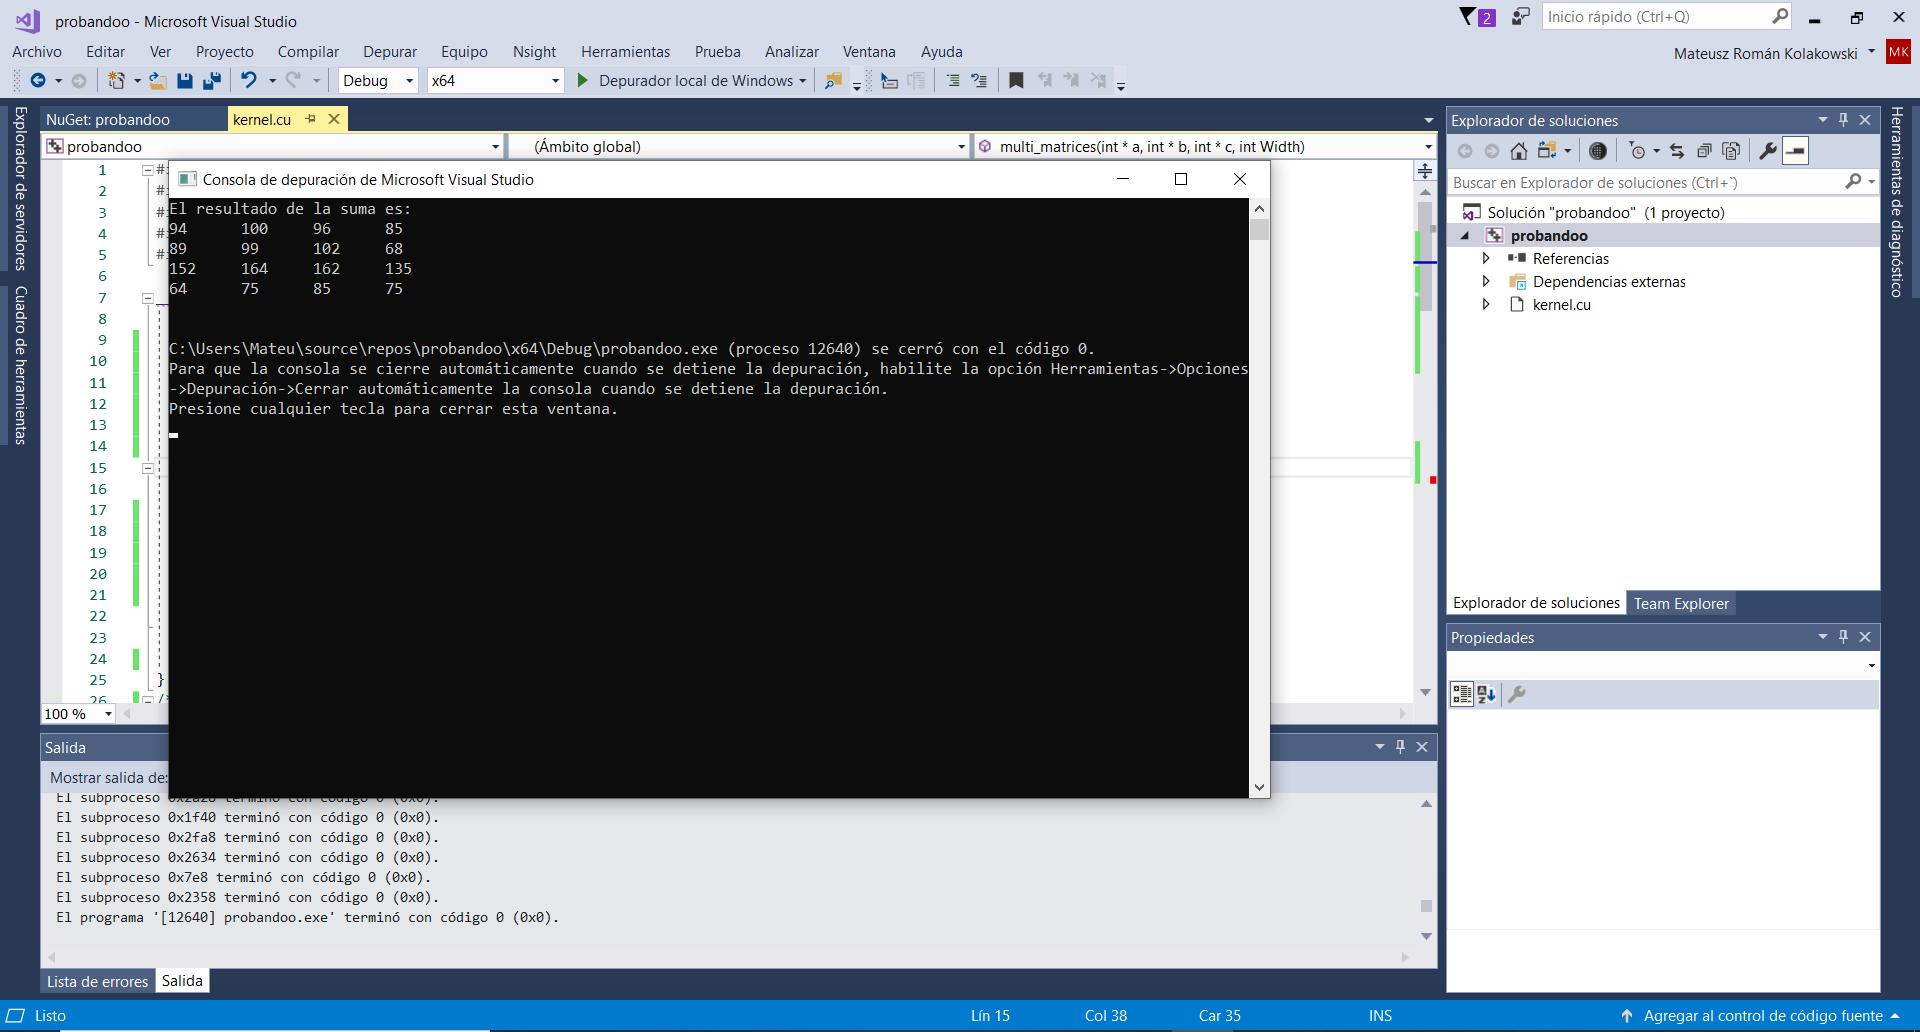 probandoo - Microsoft Visual Studio
2
Inicio rápido (Ctrl+Q)
Archivo Editar Ver Proyecto Compilar Depurar Equipo Nsight Herramientas Prueba Analizar Ventana Ayuda
Mateusz Román Kolakowski MK
Debug x64 Depurador local de Windows
Explorador de servidores
Cuadro de herramientas
NuGet: probandoo kernel.cu
probandoo (Ámbito global) multi_matrices(int * a, int * b, int * c, int Width)
1 #
2 #
3 #
4 #
5 #
6
7
8
9
10
11
12
13
14
15
16
17
18
19
20
21
22
23
24
25 }
26 /*
100 %
Consola de depuración de Microsoft Visual Studio
El resultado de la suma es:
94 100 96 85
89 99 102 68
152 164 162 135
64 75 85 75
C:\Users\Mateu\source\repos\probandoo\x64\Debug\probandoo.exe (proceso 12640) se cerró con el código 0.
Para que la consola se cierre automáticamente cuando se detiene la depuración, habilite la opción Herramientas->Opciones
->Depuración->Cerrar automáticamente la consola cuando se detiene la depuración.
Presione cualquier tecla para cerrar esta ventana.
Salida
Mostrar salida de:
El subproceso 0x2a28 terminó con código 0 (0x0).
El subproceso 0x1f40 terminó con código 0 (0x0).
El subproceso 0x2fa8 terminó con código 0 (0x0).
El subproceso 0x2634 terminó con código 0 (0x0).
El subproceso 0x7e8 terminó con código 0 (0x0).
El subproceso 0x2358 terminó con código 0 (0x0).
El programa '[12640] probandoo.exe' terminó con código 0 (0x0).
Lista de errores Salida
Explorador de soluciones
Buscar en Explorador de soluciones (Ctrl+`)
Solución "probandoo" (1 proyecto)
probandoo
Referencias
Dependencias externas
kernel.cu
Explorador de soluciones Team Explorer
Propiedades
Herramientas de diagnóstico
Listo Lín 15 Col 38 Car 35 INS Agregar al control de código fuente